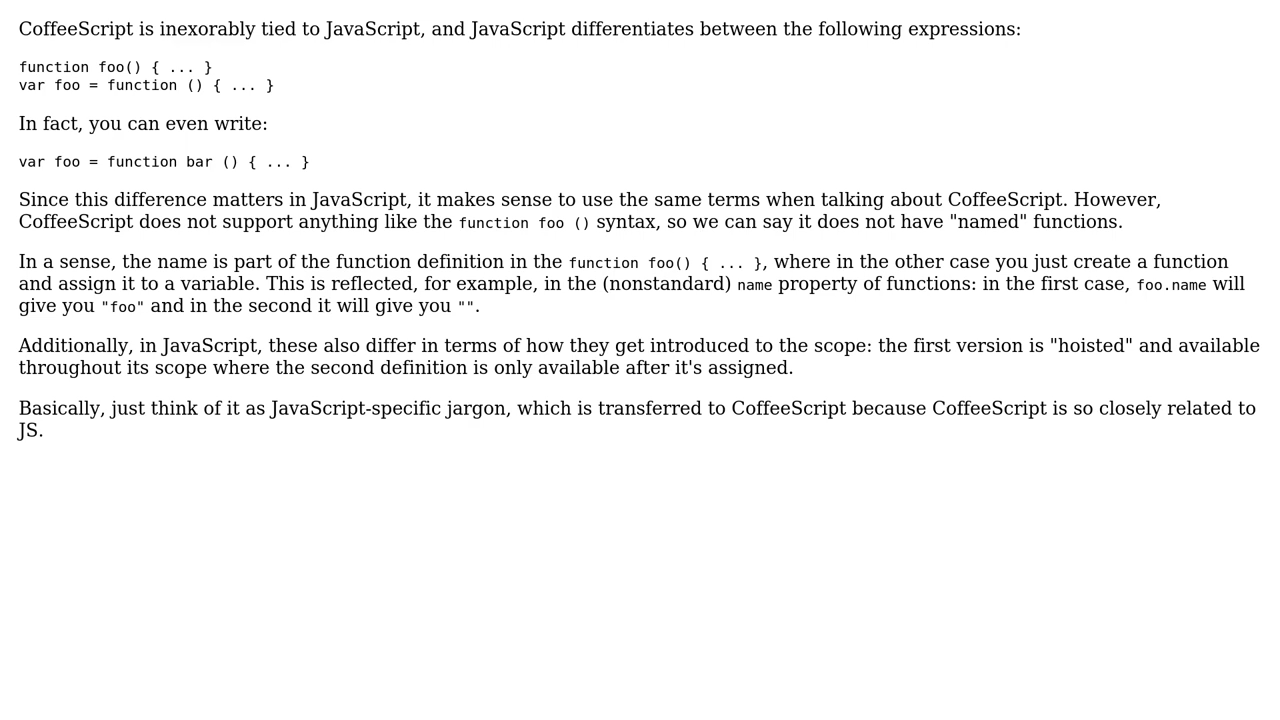 CoffeeScript is inexorably tied to JavaScript, and JavaScript differentiates between the following expressions:
function foo() { ... }
var foo = function () { ... }
In fact, you can even write:
var foo = function bar () { ... }
Since this difference matters in JavaScript, it makes sense to use the same terms when talking about CoffeeScript. However,
CoffeeScript does not support anything like the function foo () syntax, so we can say it does not have "named" functions.
In a sense, the name is part of the function definition in the function foo() { ... }, where in the other case you just create a function
and assign it to a variable. This is reflected, for example, in the (nonstandard) name property of functions: in the first case, foo.name will
give you "foo" and in the second it will give you "".
Additionally, in JavaScript, these also differ in terms of how they get introduced to the scope: the first version is "hoisted" and available
throughout its scope where the second definition is only available after it's assigned.
Basically, just think of it as JavaScript-specific jargon, which is transferred to CoffeeScript because CoffeeScript is so closely related to
JS.